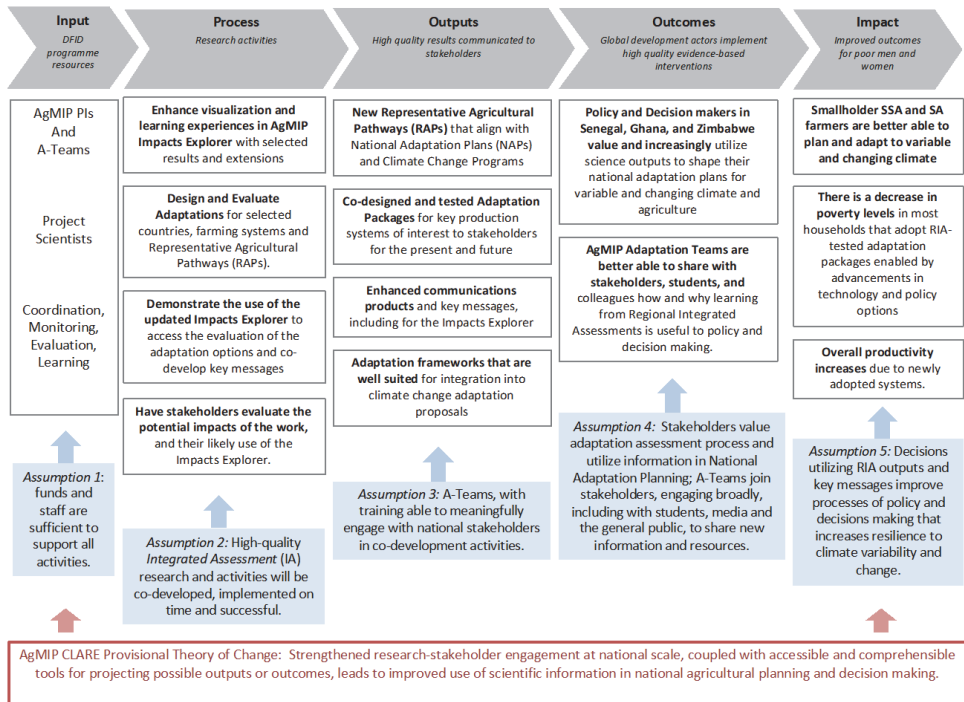 Input
DFID
programme
resources
Process
Research activities
Outputs
High quality results communicated to
stakeholders
Outcomes
Global development actors implement
high quality evidence-based
interventions
Impact
Improved outcomes
for poor men and
women
AgMIP PIs
And
A-Teams
Project
Scientists
Coordination,
Monitoring,
Evaluation,
Learning
Assumption 1:
funds and
staff are
sufficient to
support all
activities.
Enhance visualization and
learning experiences in AgMIP
Impacts Explorer with selected
results and extensions
Design and Evaluate
Adaptations for selected
countries, farming systems and
Representative Agricultural
Pathways (RAPs).
Demonstrate the use of the
updated Impacts Explorer to
access the evaluation of the
adaptation options and co-
develop key messages
Have stakeholders evaluate the
potential impacts of the work,
and their likely use of the
Impacts Explorer.
Assumption 2: High-quality
Integrated Assessment (IA)
research and activities will be
co-developed, implemented on
time and successful.
New Representative Agricultural
Pathways (RAPs) that align with
National Adaptation Plans (NAPs)
and Climate Change Programs
Co-designed and tested Adaptation
Packages for key production
systems of interest to stakeholders
for the present and future
Enhanced communications
products and key messages,
including for the Impacts Explorer
Adaptation frameworks that are
well suited for integration into
climate change adaptation
proposals
Assumption 3: A-Teams, with
training able to meaningfully
engage with national stakeholders
in co-development activities.
Policy and Decision makers in
Senegal, Ghana, and Zimbabwe
value and increasingly utilize
science outputs to shape their
national adaptation plans for
variable and changing climate and
agriculture
AgMIP Adaptation Teams are
better able to share with
stakeholders, students, and
colleagues how and why learning
from Regional Integrated
Assessments is useful to policy and
decision making.
Assumption 4: Stakeholders value
adaptation assessment process and
utilize information in National
Adaptation Planning; A-Teams join
stakeholders, engaging broadly,
including with students, media and
the general public, to share new
information and resources.
Smallholder SSA and SA
farmers are better able to
plan and adapt to variable
and changing climate
There is a decrease in
poverty levels in most
households that adopt RIA-
tested adaptation
packages enabled by
advancements in
technology and policy
options
Overall productivity
increases due to newly
adopted systems.
Assumption 5: Decisions
utilizing RIA outputs and
key messages improve
processes of policy and
decisions making that
increases resilience to
climate variability and
change.
AgMIP CLARE Provisional Theory of Change: Strengthened research-stakeholder engagement at national scale, coupled with accessible and comprehensible
tools for projecting possible outputs or outcomes, leads to improved use of scientific information in national agricultural planning and decision making.